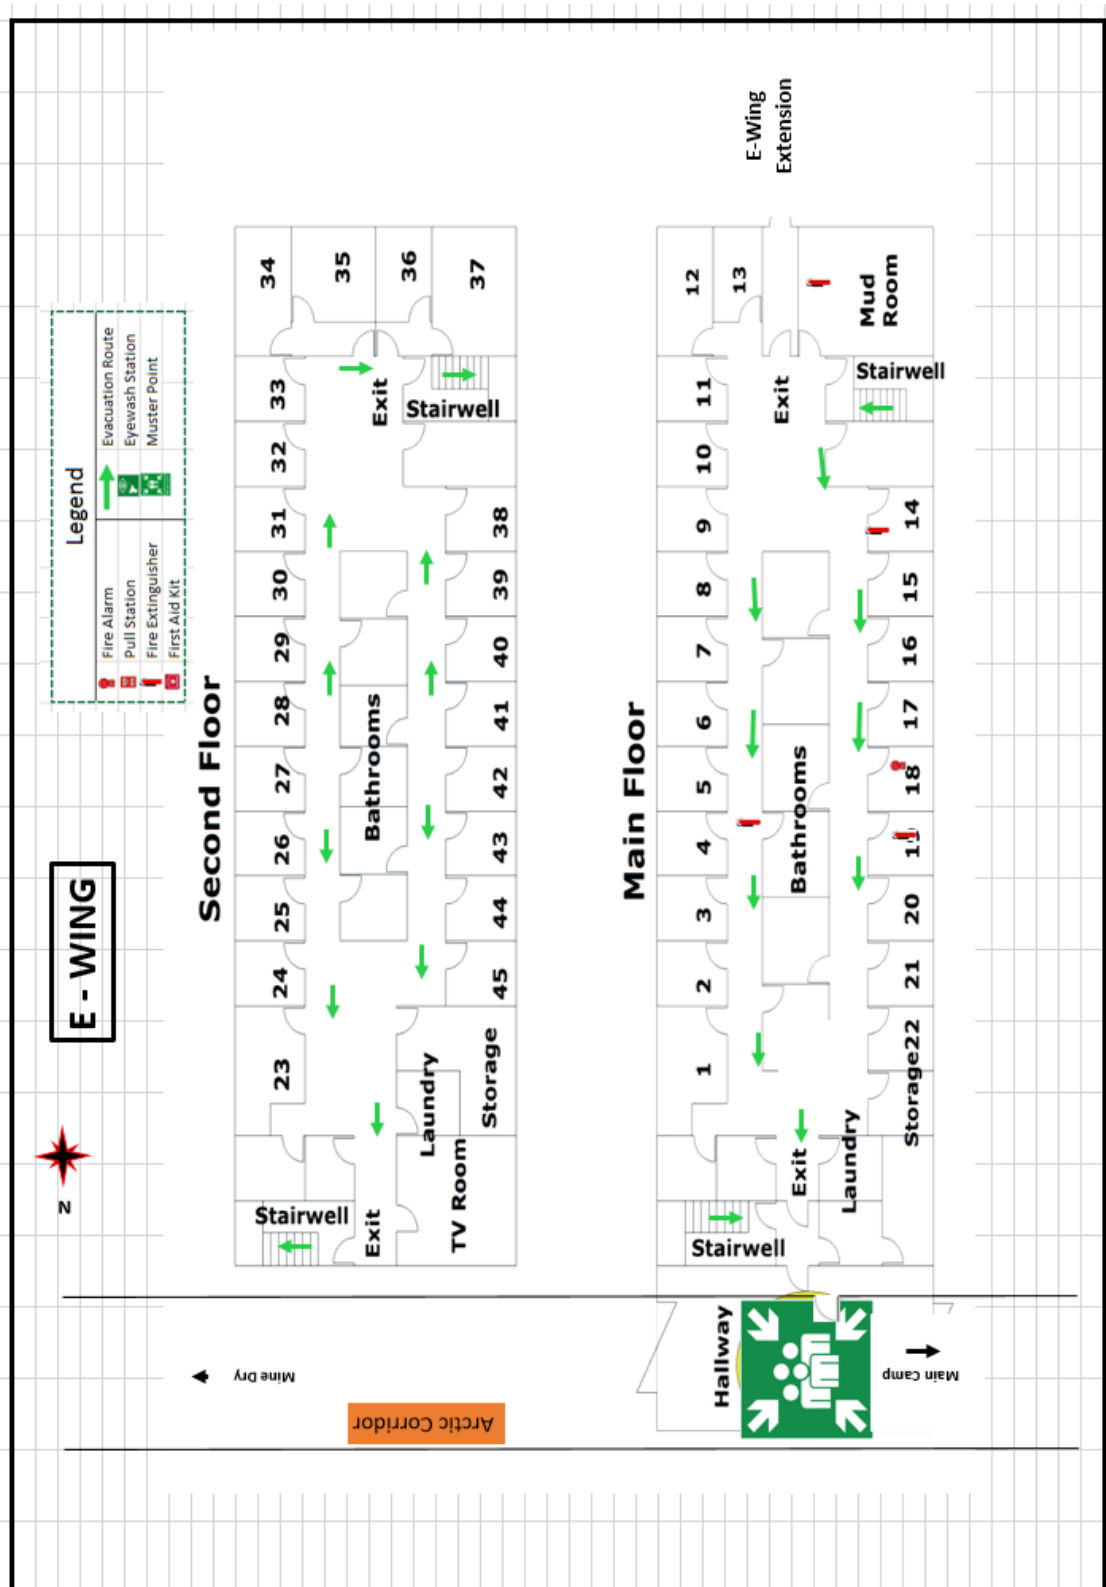 E - WING
N
Legend
Fire Alarm
Pull Station
Fire Extinguisher
First Aid Kit
Evacuation Route
Eyewash Station
Muster Point
Second Floor
34
35
36
37
33
Exit
Stairwell
32
31
38
30
39
29
40
28
41
Bathrooms
27
42
26
43
25
44
24
45
23
Laundry
Storage
TV Room
Stairwell
Exit
Main Floor
E-Wing
Extension
12
13
Mud
Room
11
Exit
Stairwell
10
9
14
8
15
7
16
6
17
5
18
Bathrooms
4
3
20
2
21
1
Storage22
Laundry
Exit
Stairwell
Hallway
Mine Dry
Main Camp
Arctic Corridor